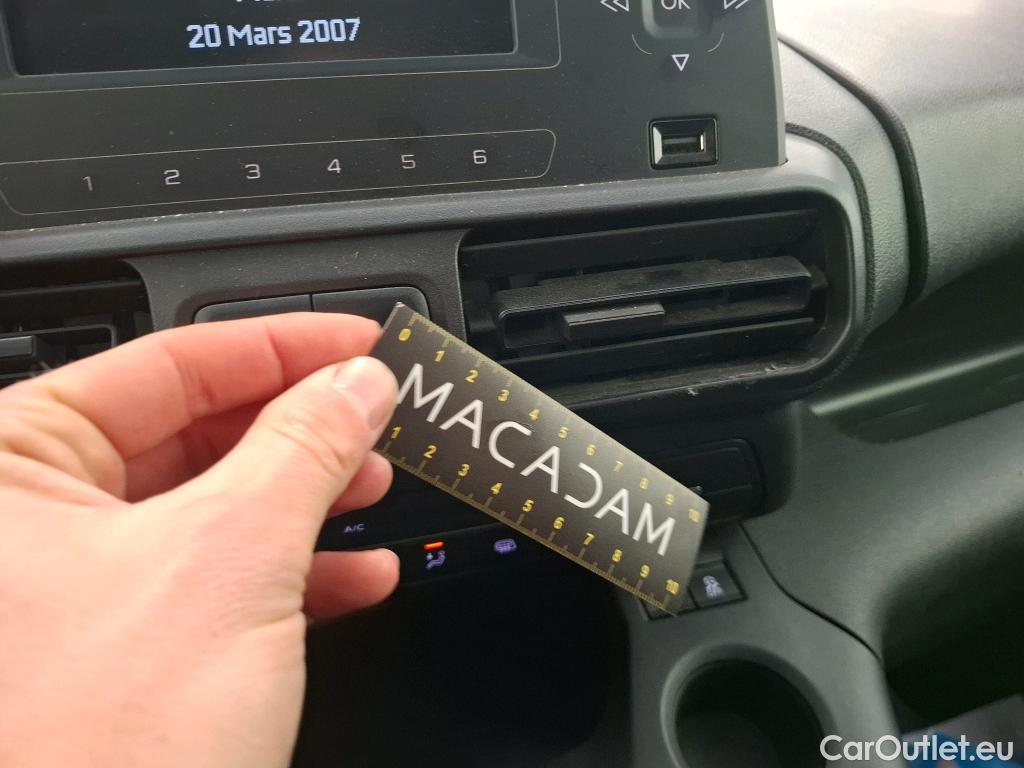 20 Mars 2007
OK
1 2 3 4 5 6
0 1 2 3 4 5 6 7 8 9 10
MACADAM
1 2 3 4 5 6 7 8 9 10
A/C
CarOutlet.eu